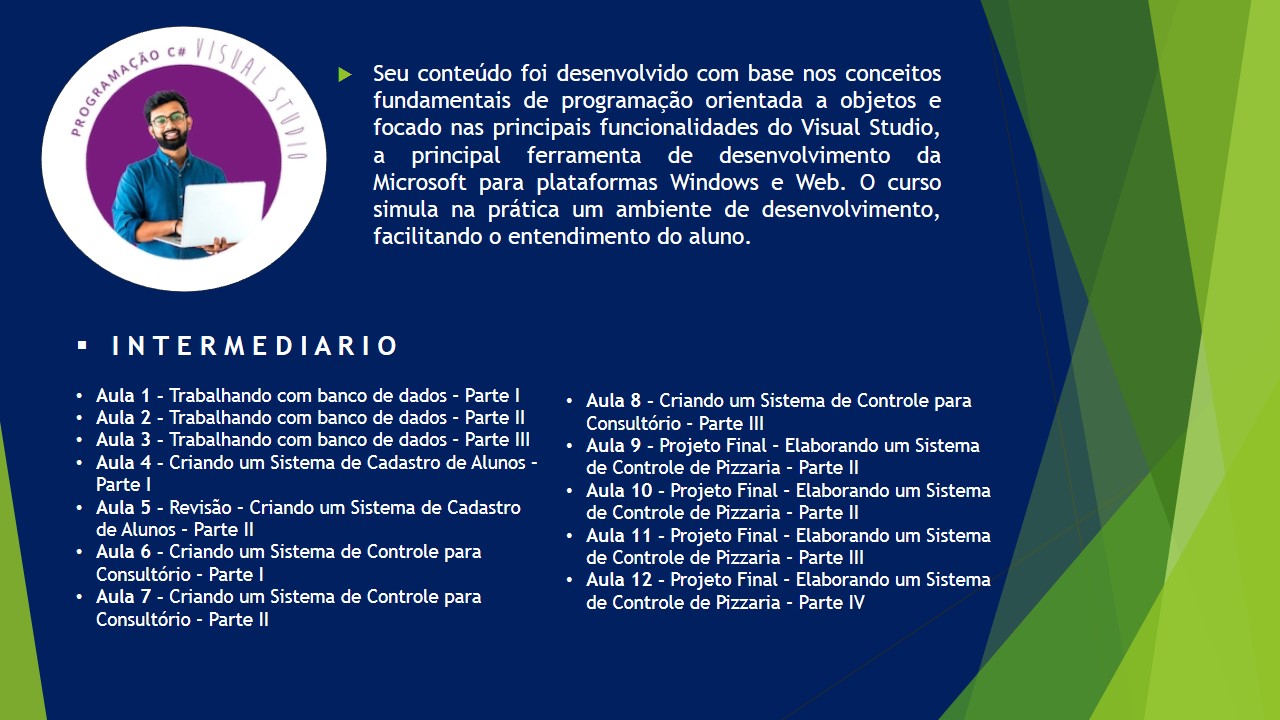 PROGRAMAÇÃO C# VISUAL STUDIO
Seu conteúdo foi desenvolvido com base nos conceitos
fundamentais de programação orientada a objetos e
focado nas principais funcionalidades do Visual Studio,
a principal ferramenta de desenvolvimento da
Microsoft para plataformas Windows e Web. O curso
simula na prática um ambiente de desenvolvimento,
facilitando o entendimento do aluno.
INTERMEDIARIO
Aula 1 – Trabalhando com banco de dados – Parte I
Aula 2 – Trabalhando com banco de dados – Parte II
Aula 3 – Trabalhando com banco de dados – Parte III
Aula 4 – Criando um Sistema de Cadastro de Alunos –
Parte I
Aula 5 – Revisão – Criando um Sistema de Cadastro
de Alunos – Parte II
Aula 6 – Criando um Sistema de Controle para
Consultório – Parte I
Aula 7 – Criando um Sistema de Controle para
Consultório – Parte II
Aula 8 – Criando um Sistema de Controle para
Consultório – Parte III
Aula 9 – Projeto Final – Elaborando um Sistema
de Controle de Pizzaria – Parte II
Aula 10 – Projeto Final – Elaborando um Sistema
de Controle de Pizzaria – Parte II
Aula 11 – Projeto Final – Elaborando um Sistema
de Controle de Pizzaria – Parte III
Aula 12 – Projeto Final – Elaborando um Sistema
de Controle de Pizzaria – Parte IV